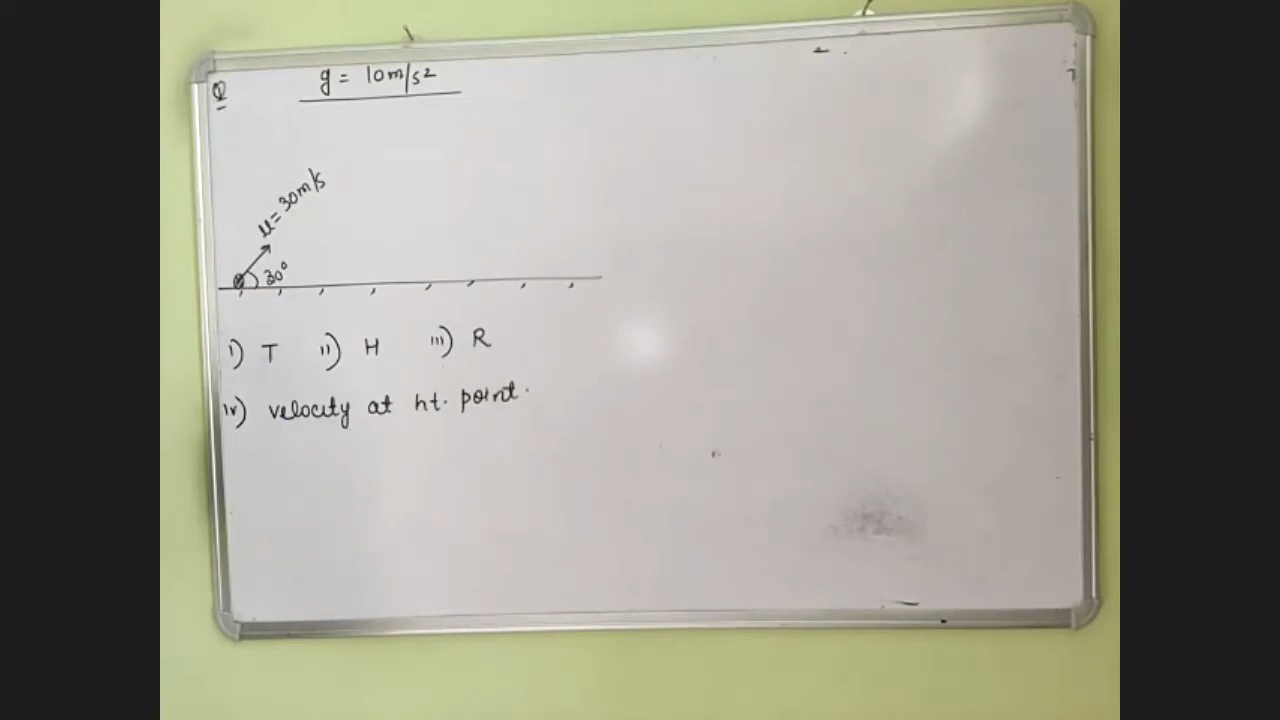 Q g = 10m/s²
u = 30m/s
30°
i) T ii) H iii) R
iv) velocity at ht. point.